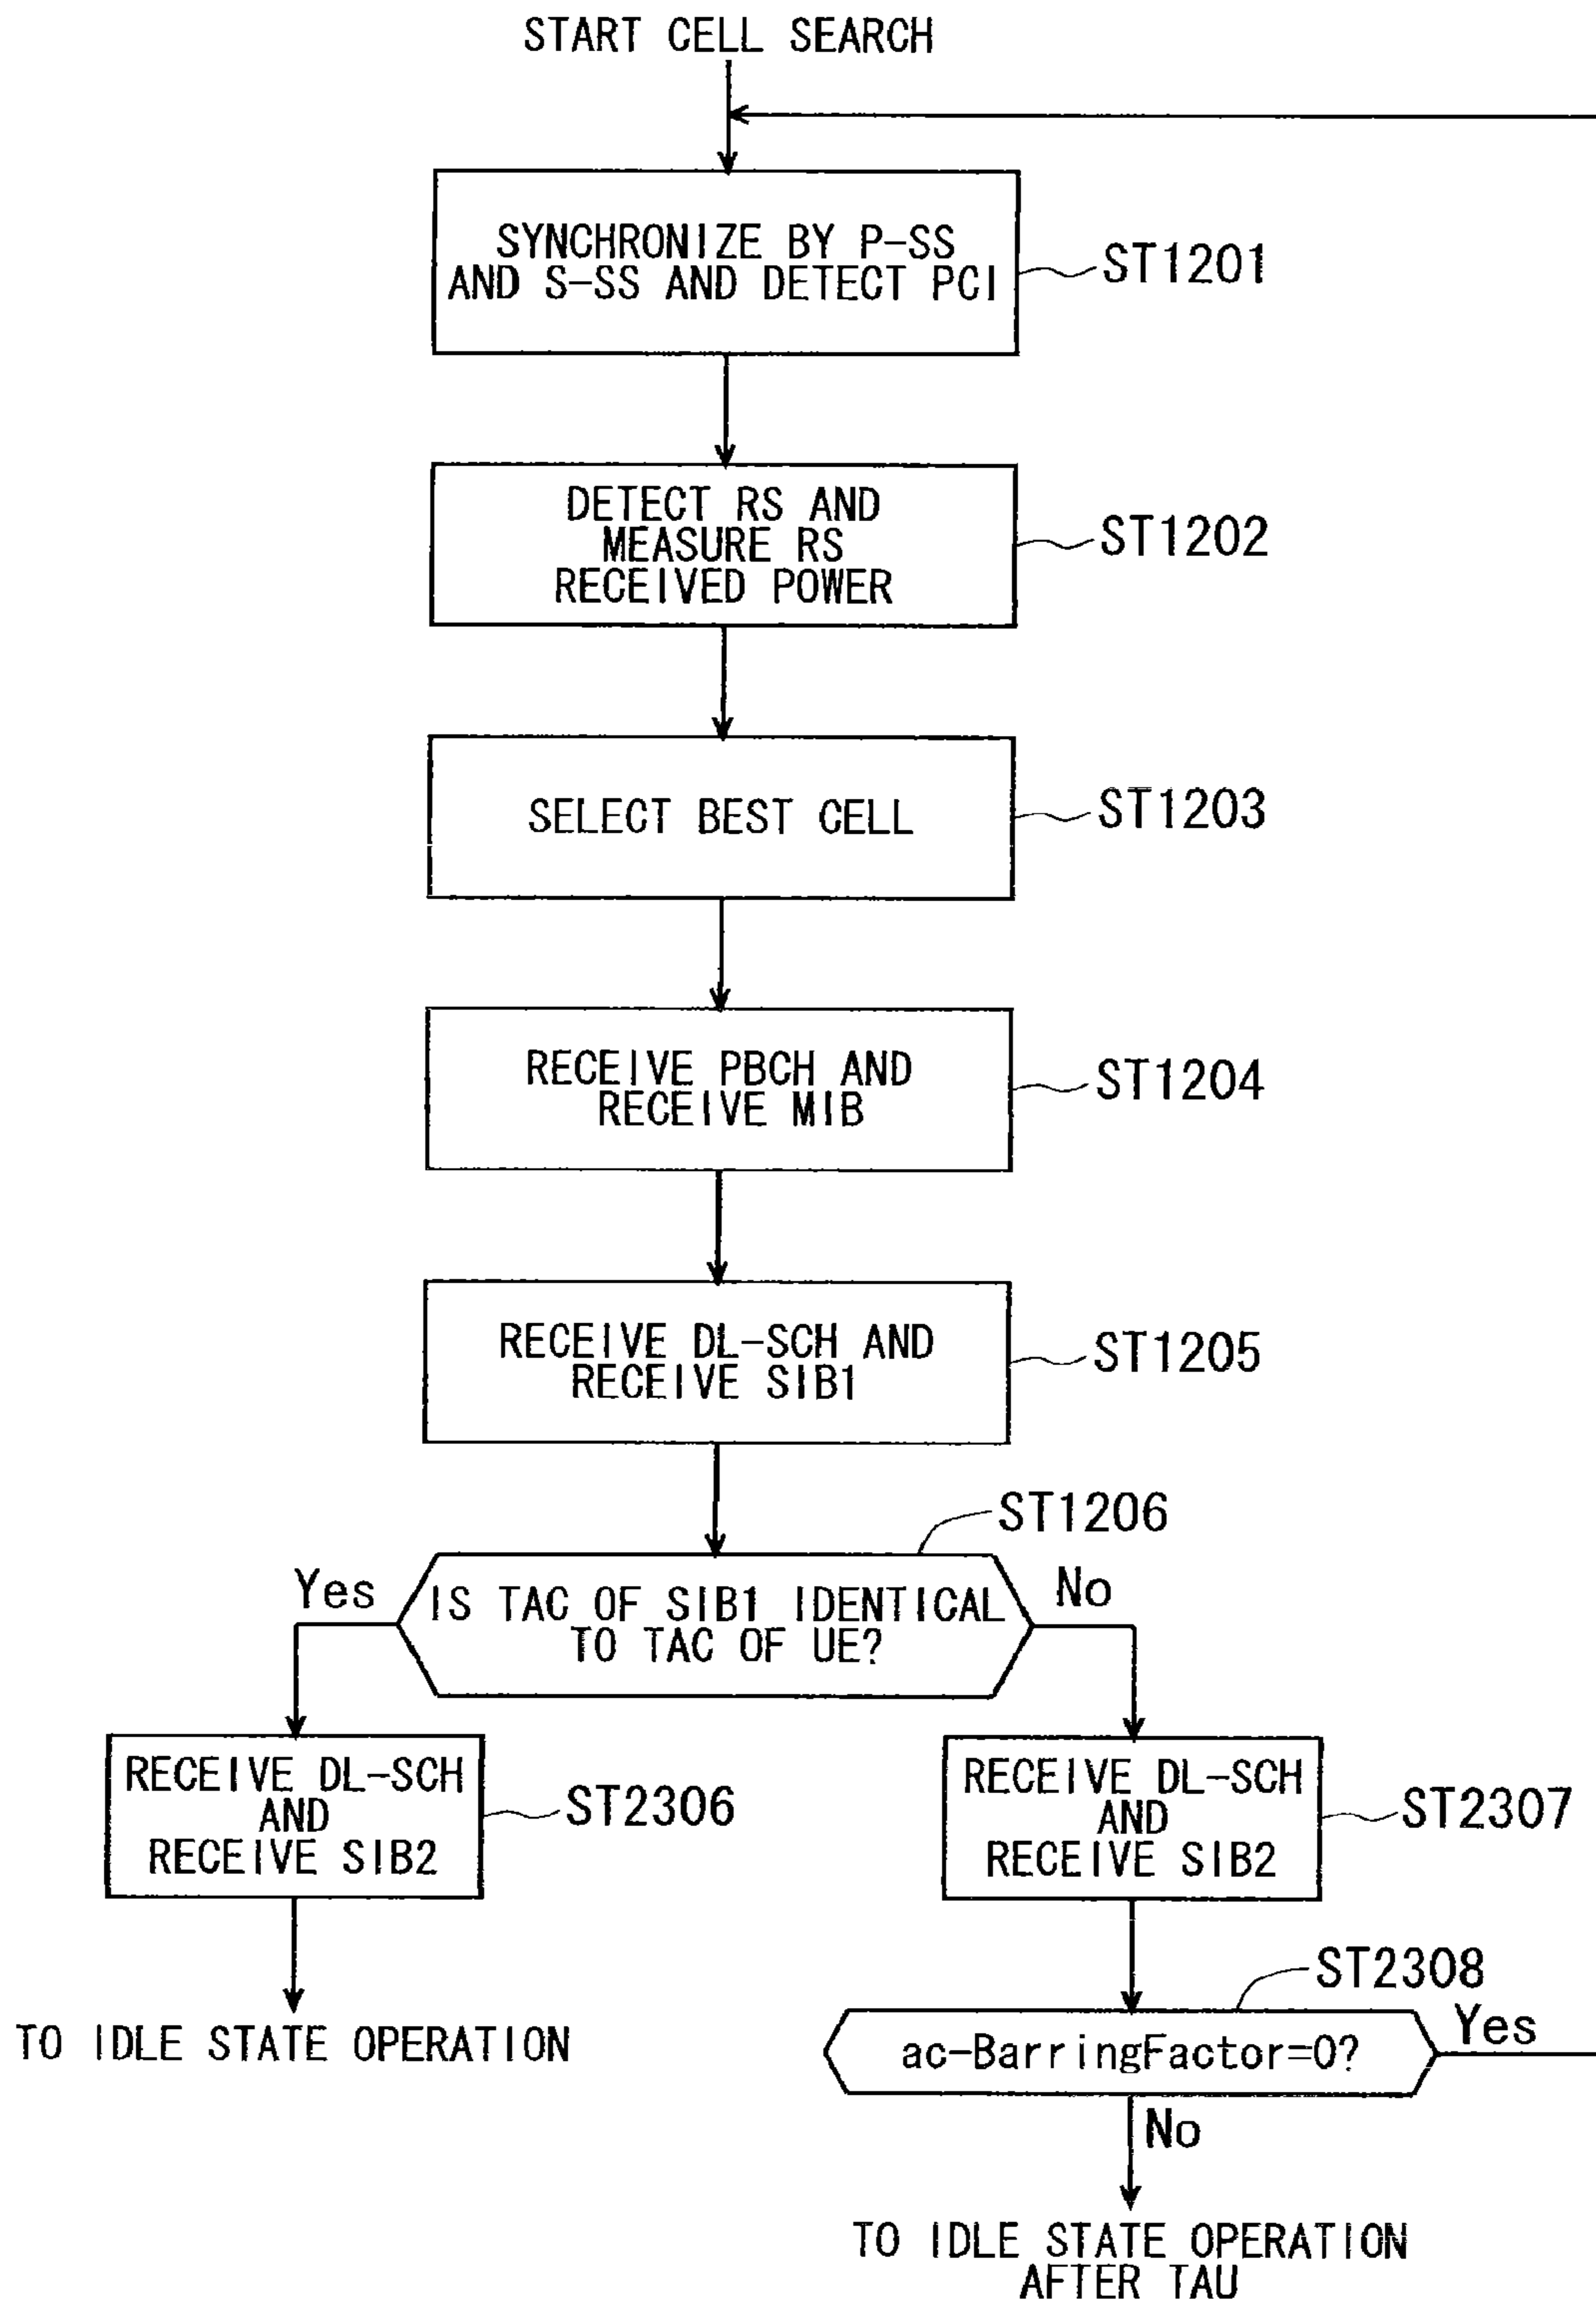 START CELL SEARCH
SYNCHRONIZE BY P-SS
AND S-SS AND DETECT PCI
ST1201
DETECT RS AND
MEASURE RS
RECEIVED POWER
ST1202
SELECT BEST CELL
ST1203
RECEIVE PBCH AND
RECEIVE MIB
ST1204
RECEIVE DL-SCH AND
RECEIVE SIB1
ST1205
ST1206
Yes
IS TAC OF SIB1 IDENTICAL
TO TAC OF UE?
No
RECEIVE DL-SCH
AND
RECEIVE SIB2
ST2306
RECEIVE DL-SCH
AND
RECEIVE SIB2
ST2307
TO IDLE STATE OPERATION
ST2308
ac-BarringFactor=0?
Yes
No
TO IDLE STATE OPERATION
AFTER TAU